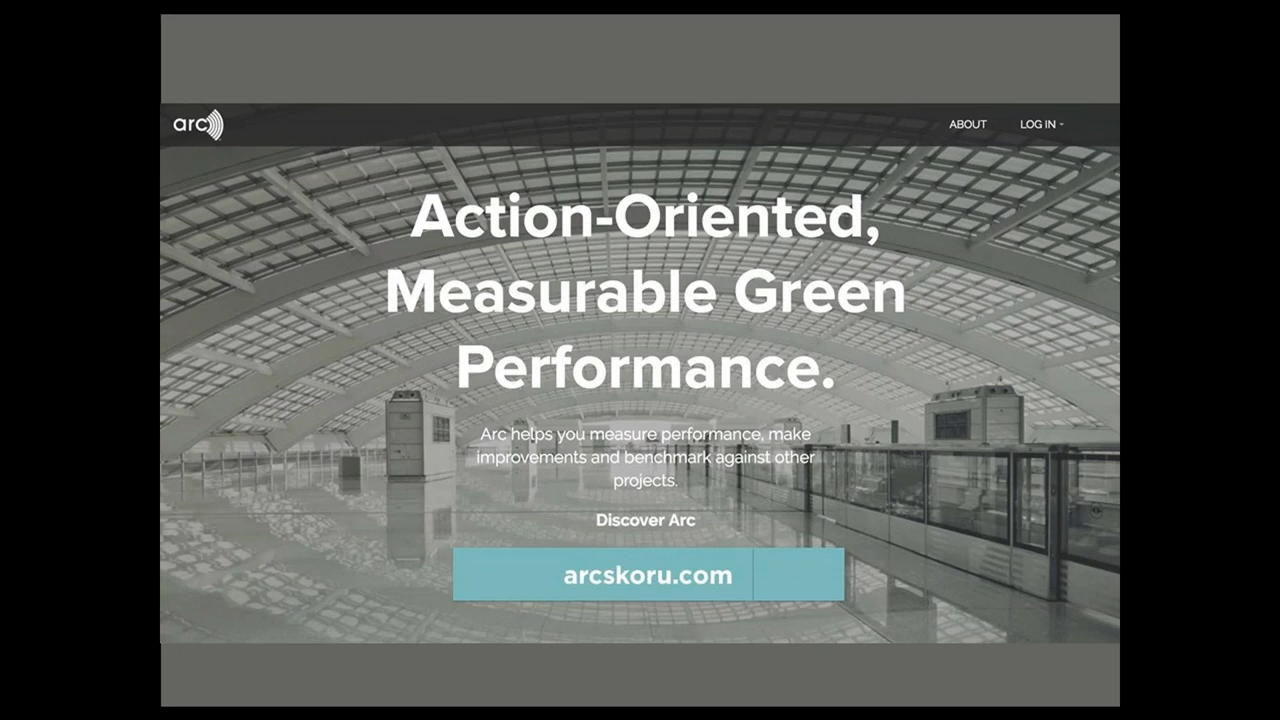 arc
ABOUT
LOG IN
Action-Oriented,
Measurable Green
Performance.
Arc helps you measure performance, make
improvements and benchmark against other
projects.
Discover Arc
arcskoru.com